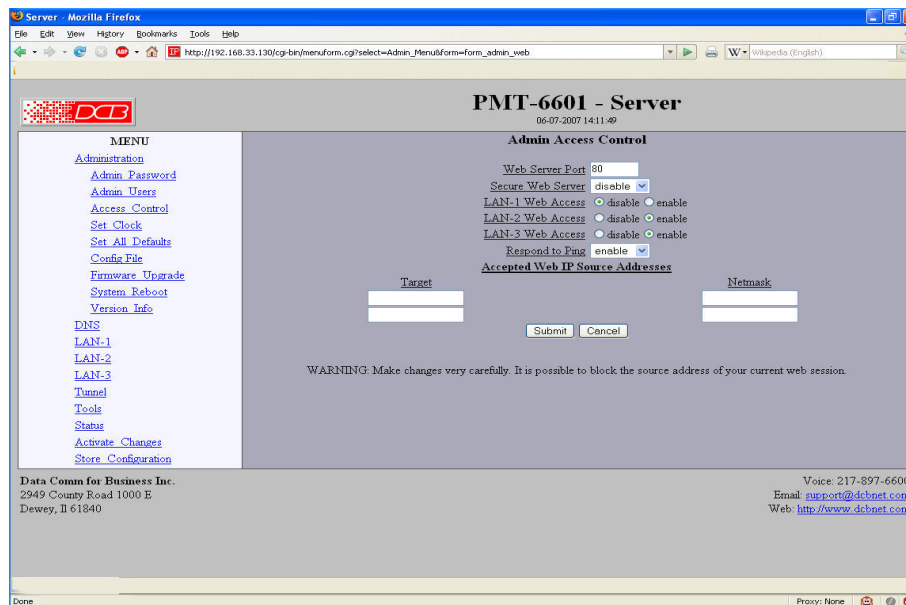 Server - Mozilla Firefox
File Edit View History Bookmarks Tools Help
http://192.168.33.130/cgi-bin/menuform.cgi?select=Admin_Menu&form=form_admin_web
W Wikipedia (English)
DCB
PMT-6601 - Server
06-07-2007 14:11:49
MENU
Administration
Admin Password
Admin Users
Access Control
Set Clock
Set All Defaults
Config File
Firmware Upgrade
System Reboot
Version Info
DNS
LAN-1
LAN-2
LAN-3
Tunnel
Tools
Status
Activate Changes
Store Configuration
Admin Access Control
Web Server Port 80
Secure Web Server disable
LAN-1 Web Access disable enable
LAN-2 Web Access disable enable
LAN-3 Web Access disable enable
Respond to Ping enable
Accepted Web IP Source Addresses
Target Netmask
Submit Cancel
WARNING: Make changes very carefully. It is possible to block the source address of your current web session.
Data Comm for Business Inc.
2949 County Road 1000 E
Dewey, Il 61840
Voice: 217-897-6600
Email: support@dcbnet.com
Web: http://www.dcbnet.com
Done
Proxy: None